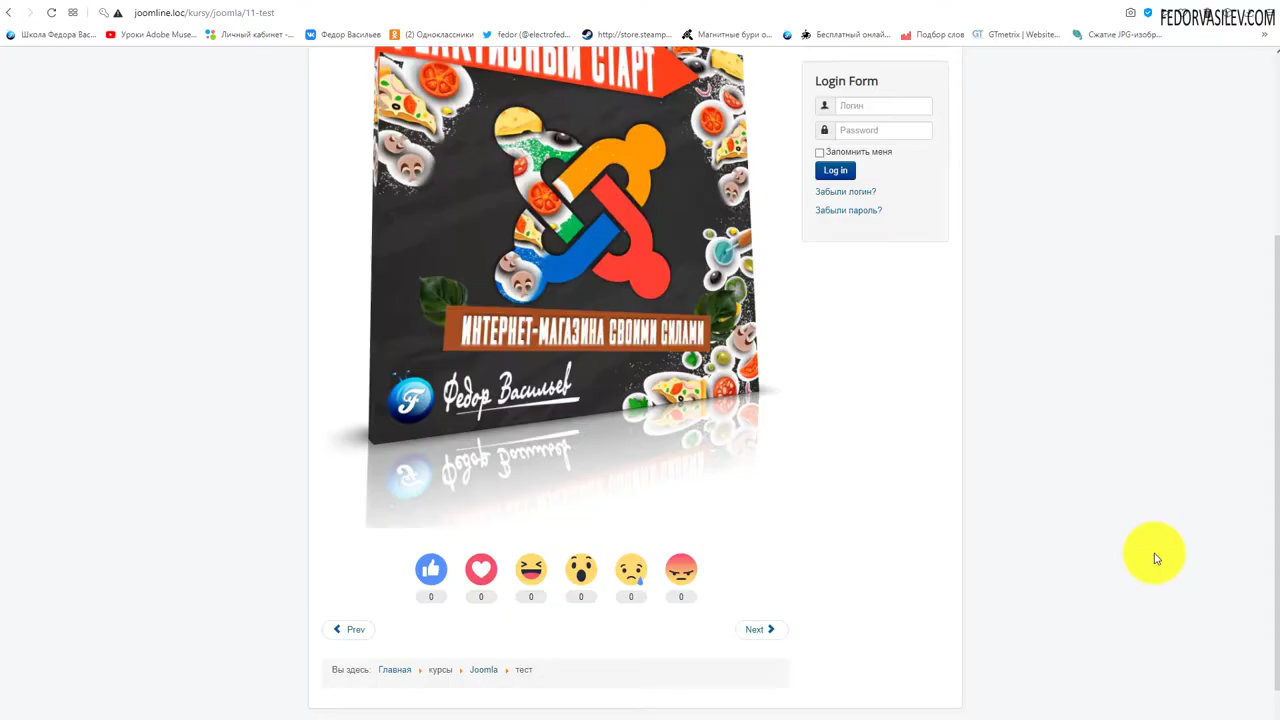 joomline.loc/kursy/joomla/11-test
FEDORVASILEV.COM
Школа Федора Вас...
Уроки Adobe Muse...
Личный кабинет -...
Федор Васильев
(2) Одноклассники
fedor (@electrofed...
http://store.steamp...
Магнитные бури о...
Бесплатный онлай...
Подбор слов
GTmetrix | Website...
Сжатие JPG-изобр...
СТАРТ
ИНТЕРНЕТ-МАГАЗИНА СВОИМИ СИЛАМИ
Федор Васильев
Login Form
Логин
Password
Запомнить меня
Log in
Забыли логин?
Забыли пароль?
0 0 0 0 0 0
Prev
Next
Вы здесь: Главная курсы Joomla тест